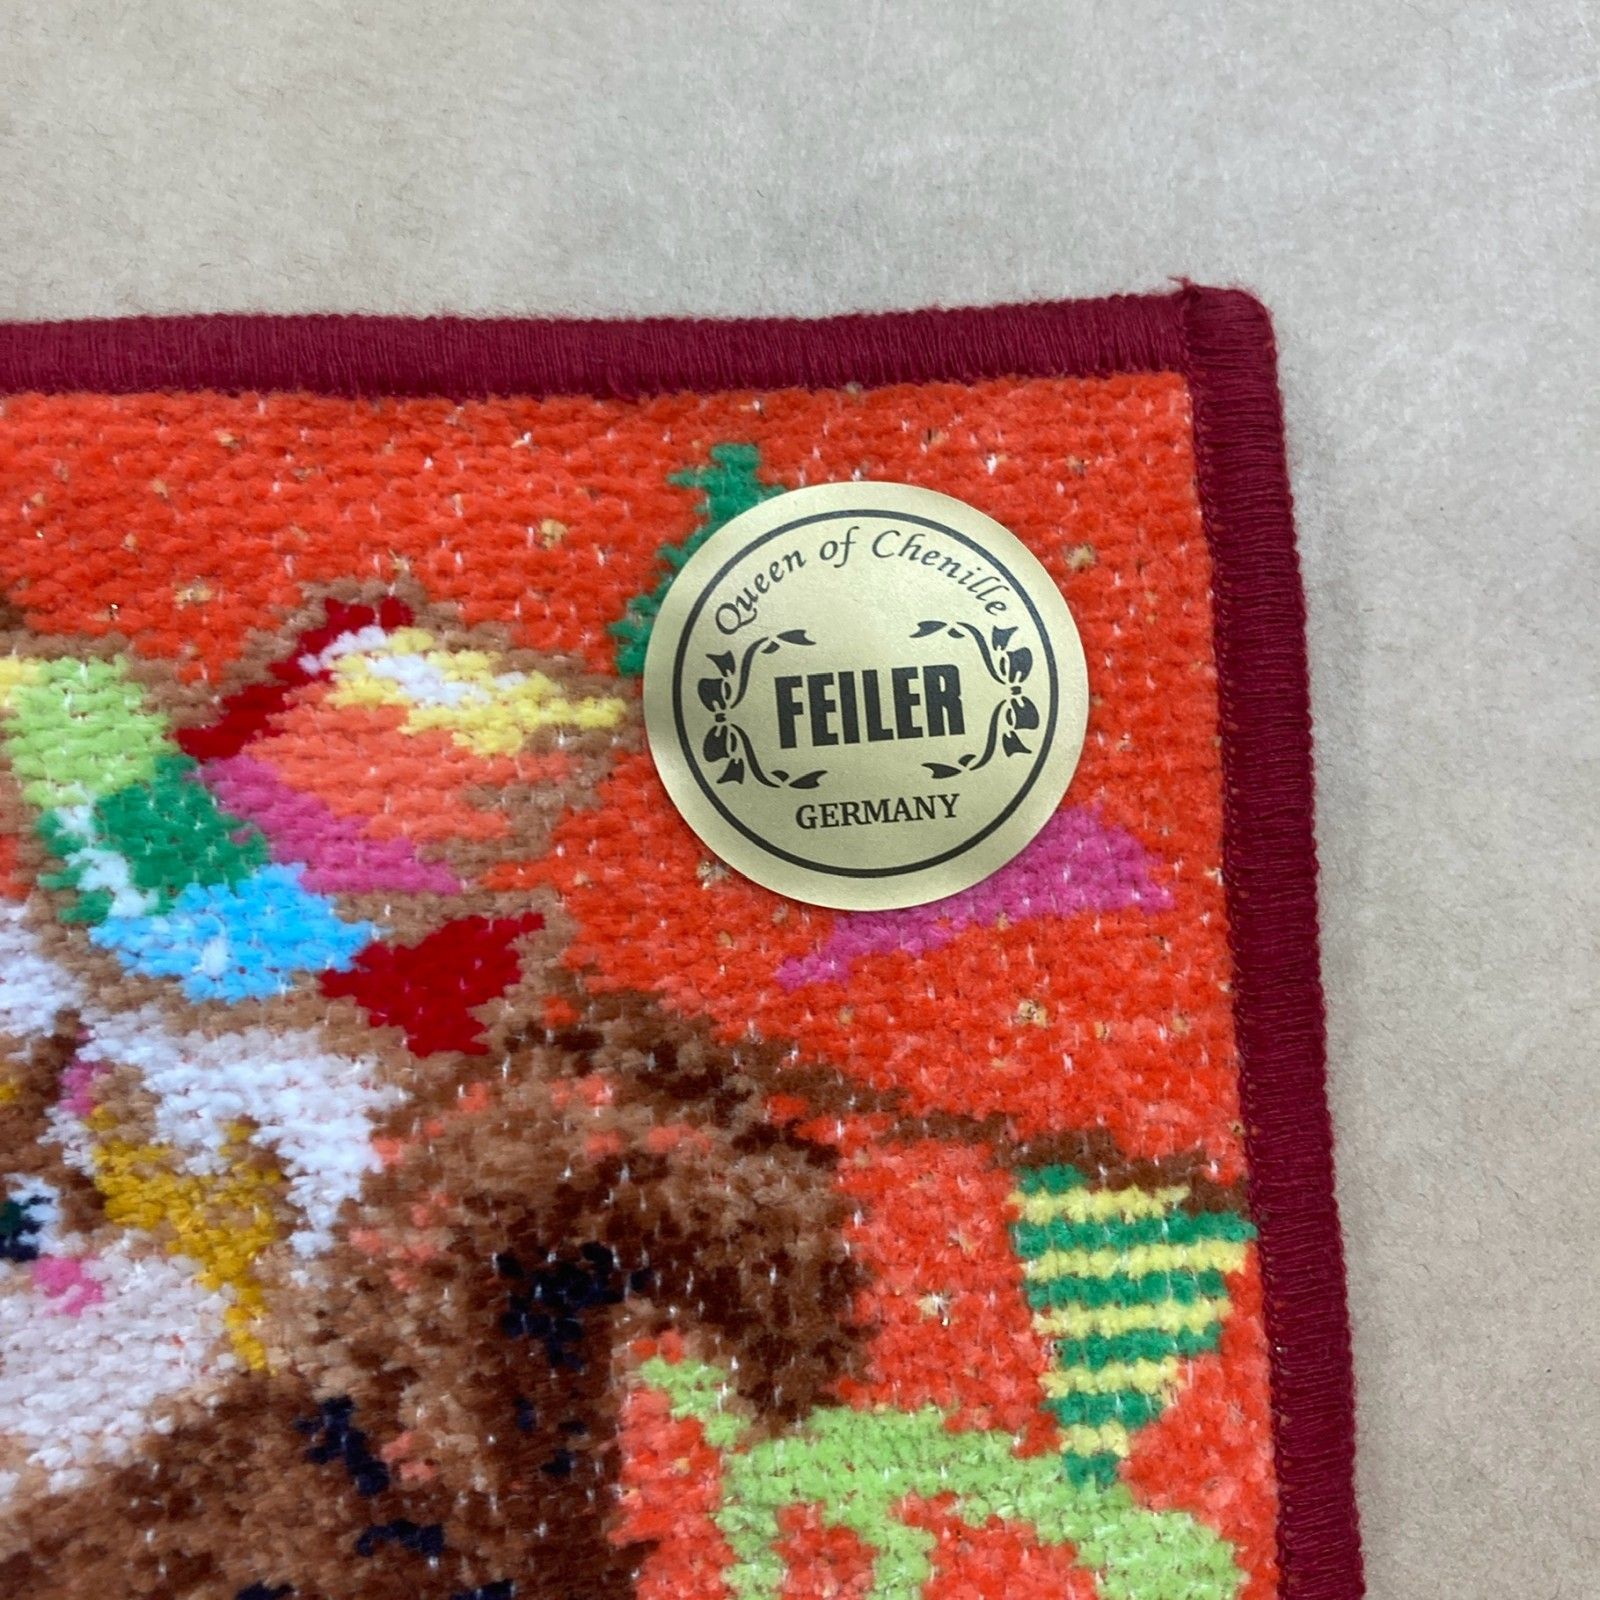 Queen of Chenille
FEILER
GERMANY